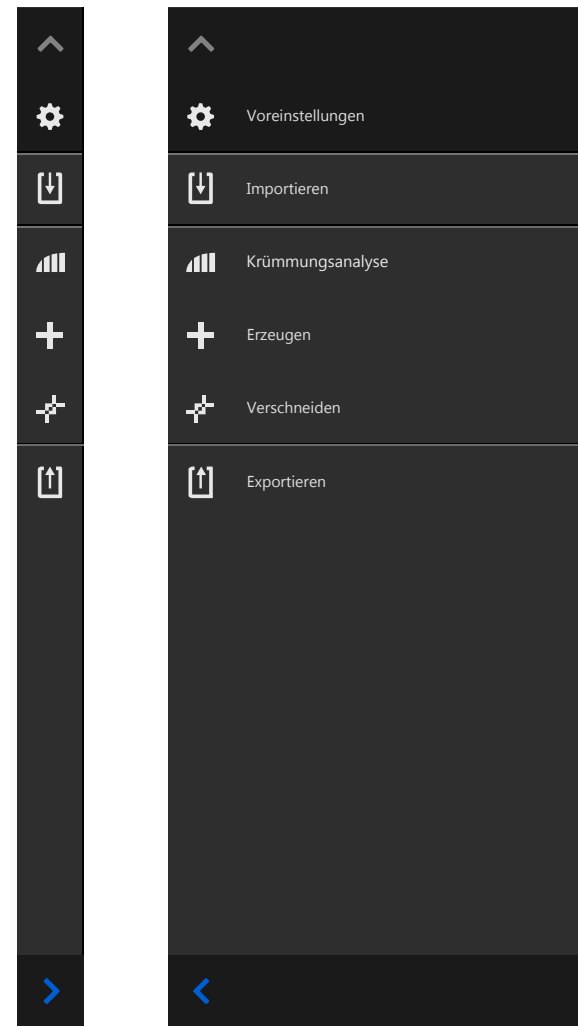 Voreinstellungen
Importieren
Krümmungsanalyse
Erzeugen
Verschneiden
Exportieren